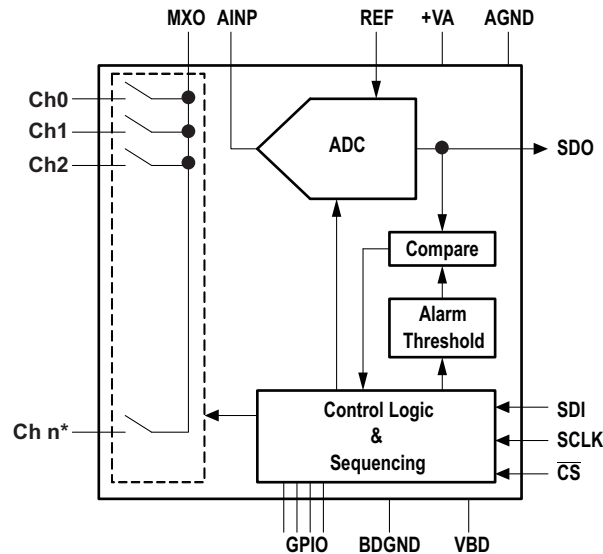 MXO AINP REF +VA AGND
Ch0
Ch1
Ch2
ADC
SDO
Compare
Alarm
Threshold
Control Logic
&
Sequencing
Ch n*
SDI
SCLK
C̅S̅
GPIO BDGND VBD